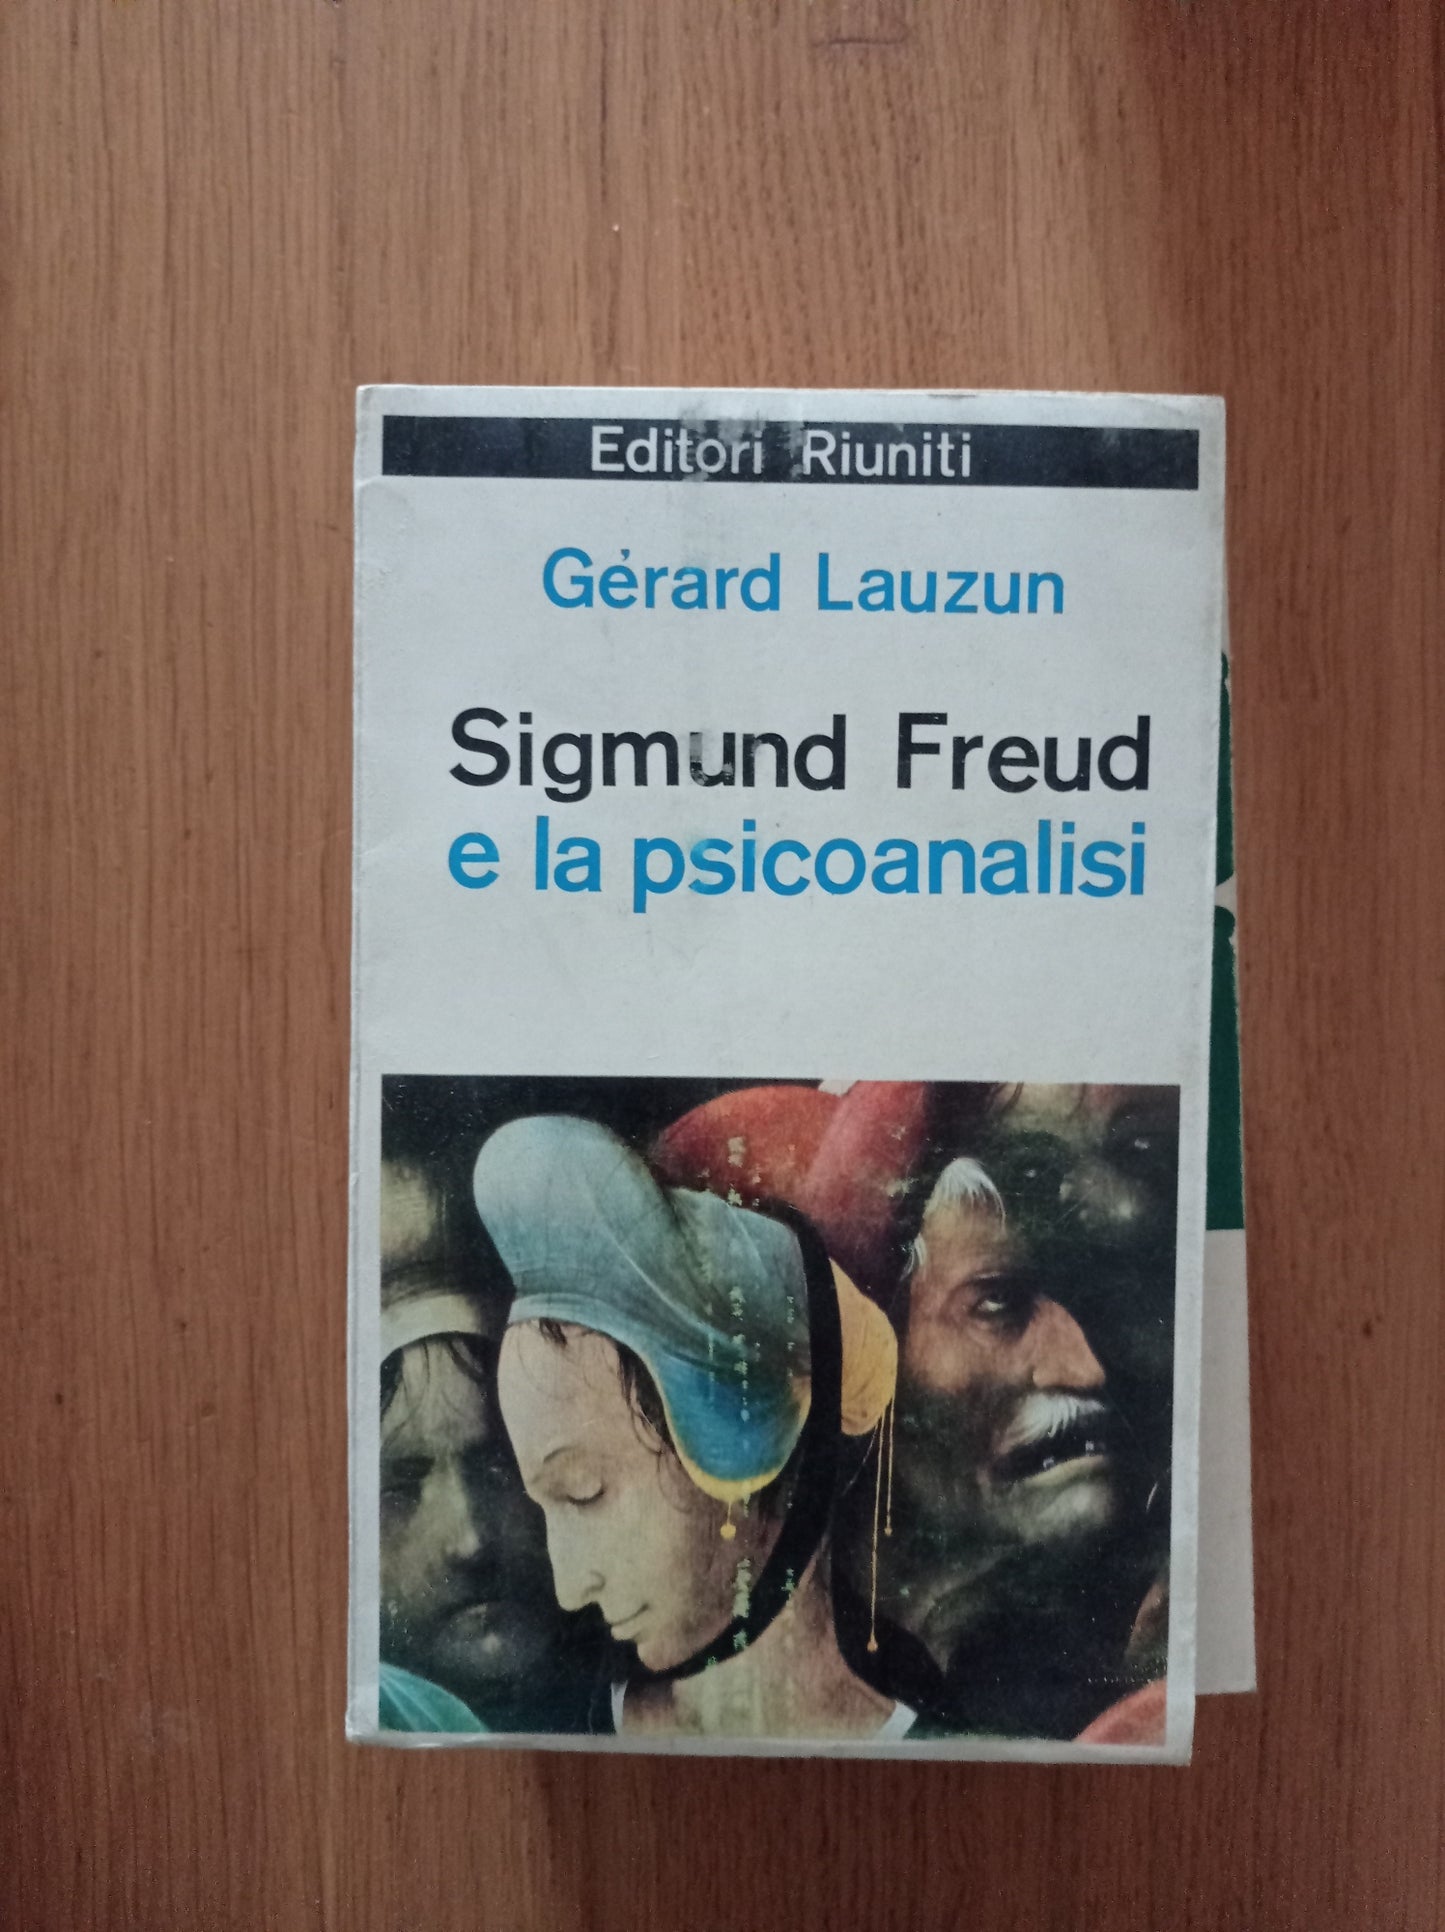 Editori Riuniti
Gérard Lauzun
Sigmund Freud
e la psicoanalisi